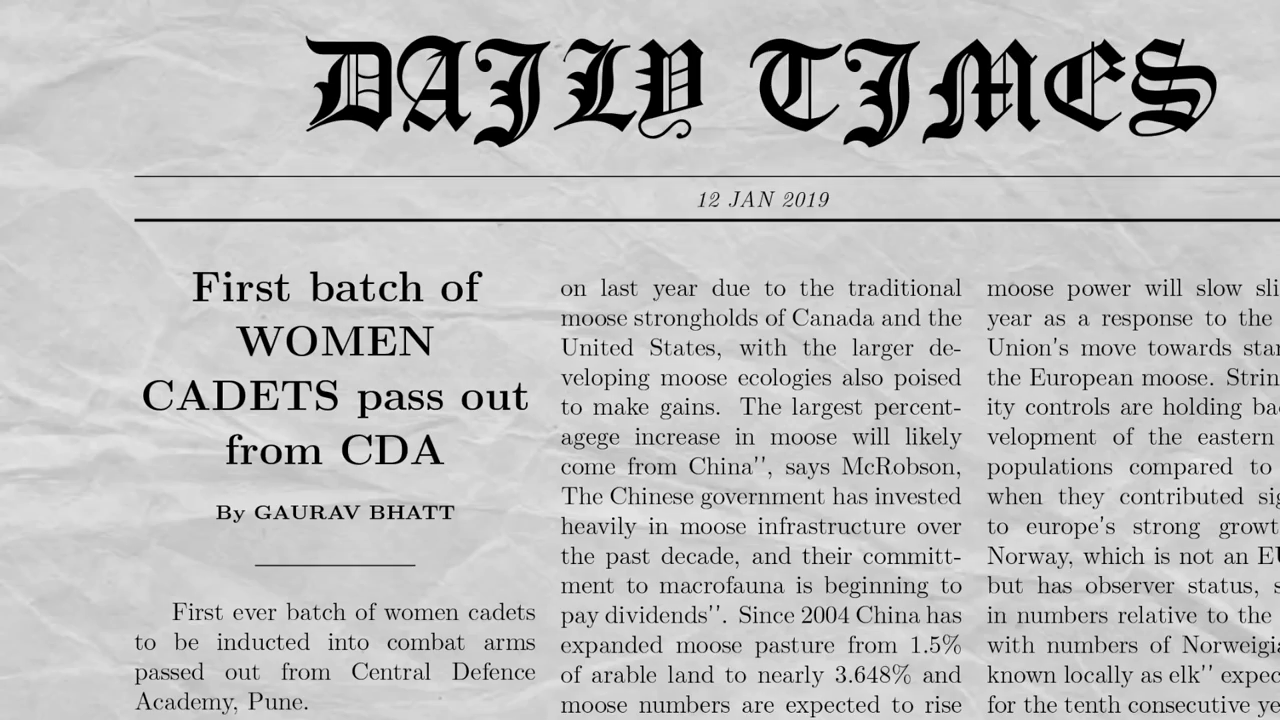 DAILY TIMES
12 JAN 2019
First batch of
WOMEN
CADETS pass out
from CDA
By GAURAV BHATT
First ever batch of women cadets
to be inducted into combat arms
passed out from Central Defence
Academy, Pune.
on last year due to the traditional
moose strongholds of Canada and the
United States, with the larger de-
veloping moose ecologies also poised
to make gains. The largest percent-
agege increase in moose will likely
come from China'', says McRobson,
The Chinese government has invested
heavily in moose infrastructure over
the past decade, and their committ-
ment to macrofauna is beginning to
pay dividends''. Since 2004 China has
expanded moose pasture from 1.5%
of arable land to nearly 3.648% and
moose numbers are expected to rise
moose power will slow
year as a response to the
Union's move towards
the European moose.
ity controls are holding
velopment of the eastern
populations compared to
when they contributed
to europe's strong
Norway, which is not an
but has observer status,
in numbers relative to the
with numbers of
known locally as elk''
for the tenth consecutive